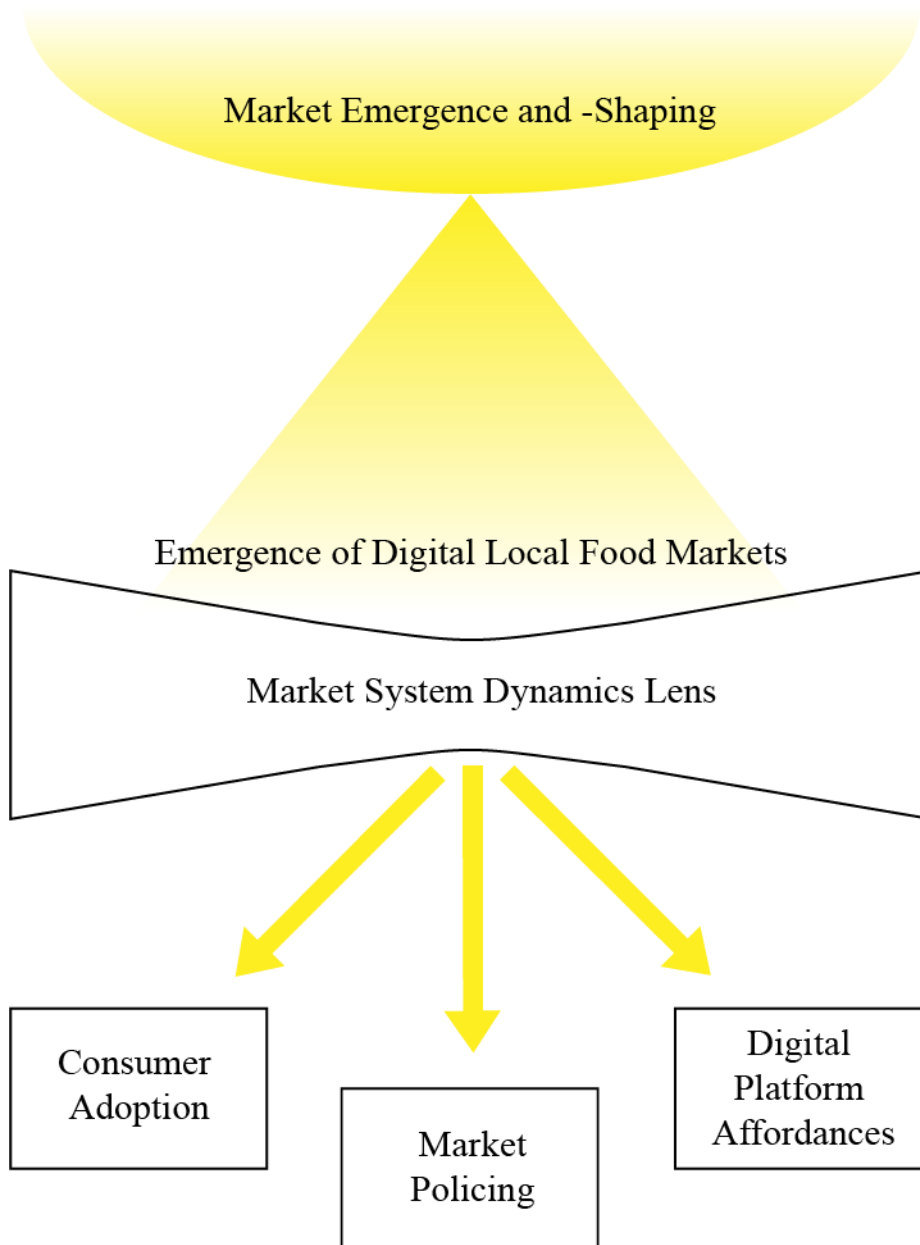 Market Emergence and -Shaping
Emergence of Digital Local Food Markets
Market System Dynamics Lens
Consumer
Adoption
Market
Policing
Digital
Platform
Affordances